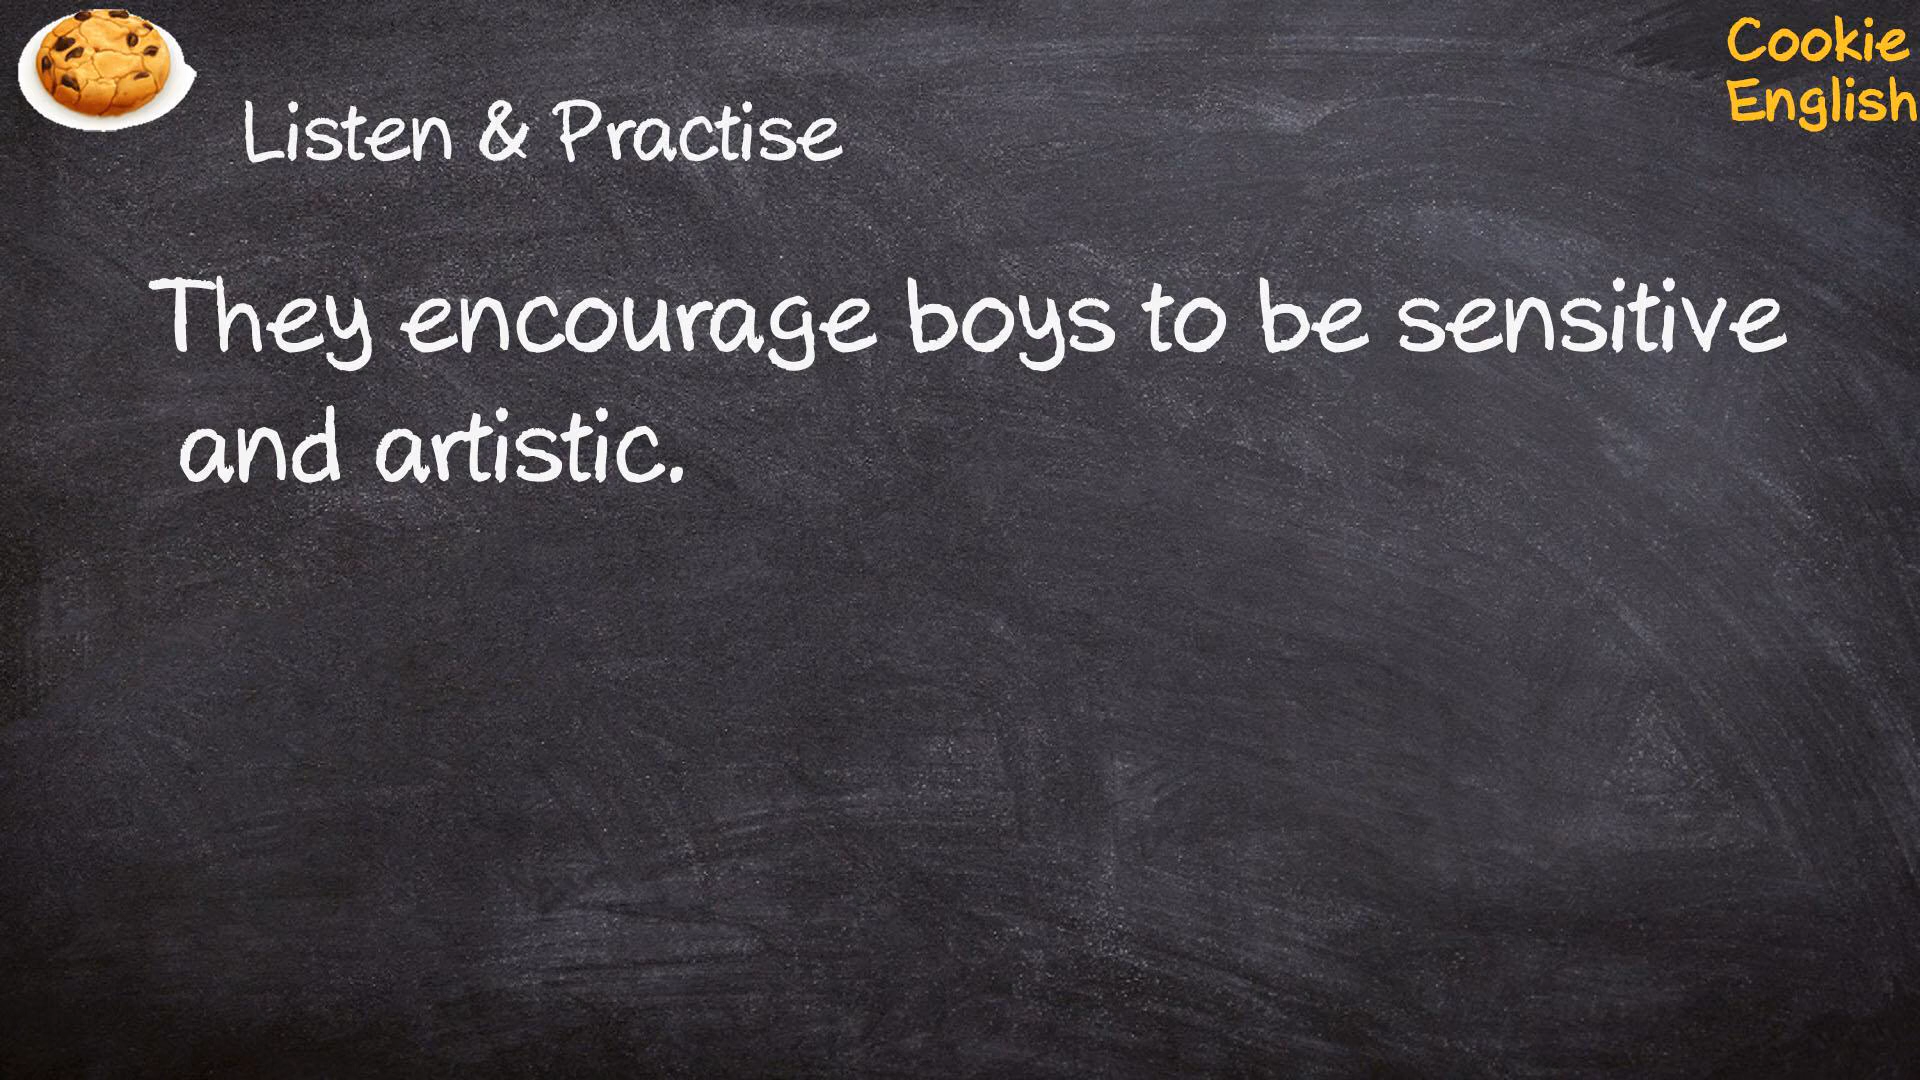 Cookie
English
Listen & Practise
They encourage boys to be sensitive
and artistic.